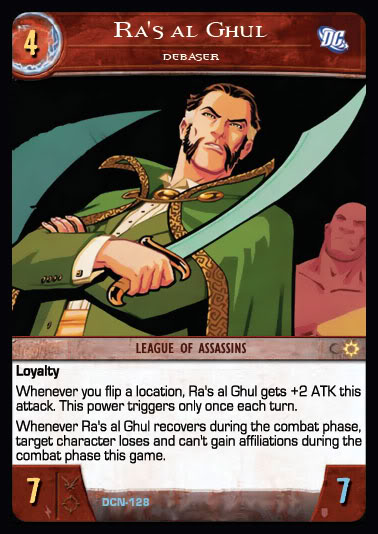 4
Ra's al Ghul
DC
DEBASER
LEAGUE OF ASSASSINS
C
Loyalty
Whenever you flip a location, Ra's al Ghul gets +2 ATK this
attack. This power triggers only once each turn.
Whenever Ra's al Ghul recovers during the combat phase,
target character loses and can't gain affiliations during the
combat phase this game.
7
DCN-128
7